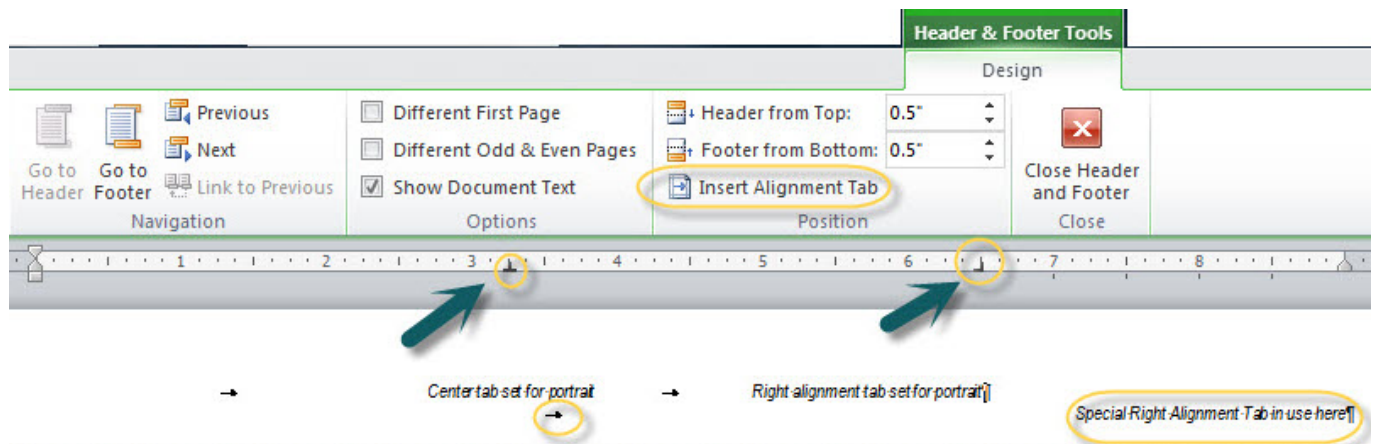 Header & Footer Tools
Design
Previous
Different First Page
Header from Top: 0.5"
Next
Different Odd & Even Pages
Footer from Bottom: 0.5"
Go to Header
Go to Footer
Link to Previous
Show Document Text
Insert Alignment Tab
Close Header and Footer
Navigation
Options
Position
Close
1 2 3 4 5 6 7 8
Center·tab·set·for·portrait
Right·alignment·tab·set·for·portrait¶
Special·Right·Alignment·Tab·in·use·here¶